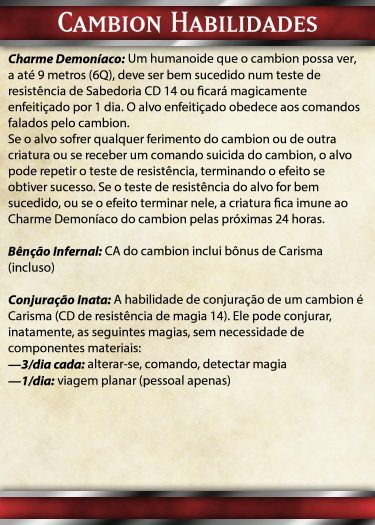 Cambion Habilidades
Charme Demoníaco: Um humanoide que o cambion possa ver,
a até 9 metros (6Q), deve ser bem sucedido num teste de
resistência de Sabedoria CD 14 ou ficará magicamente
enfeitiçado por 1 dia. O alvo enfeitiçado obedece aos comandos
falados pelo cambion.
Se o alvo sofrer qualquer ferimento do cambion ou de outra
criatura ou se receber um comando suicida do cambion, o alvo
pode repetir o teste de resistência, terminando o efeito se
obtiver sucesso. Se o teste de resistência do alvo for bem
sucedido, ou se o efeito terminar nele, a criatura fica imune ao
Charme Demoníaco do cambion pelas próximas 24 horas.
Bênção Infernal: CA do cambion inclui bônus de Carisma
(incluso)
Conjuração Inata: A habilidade de conjuração de um cambion é
Carisma (CD de resistência de magia 14). Ele pode conjurar,
inatamente, as seguintes magias, sem necessidade de
componentes materiais:
—3/dia cada: alterar-se, comando, detectar magia
—1/dia: viagem planar (pessoal apenas)